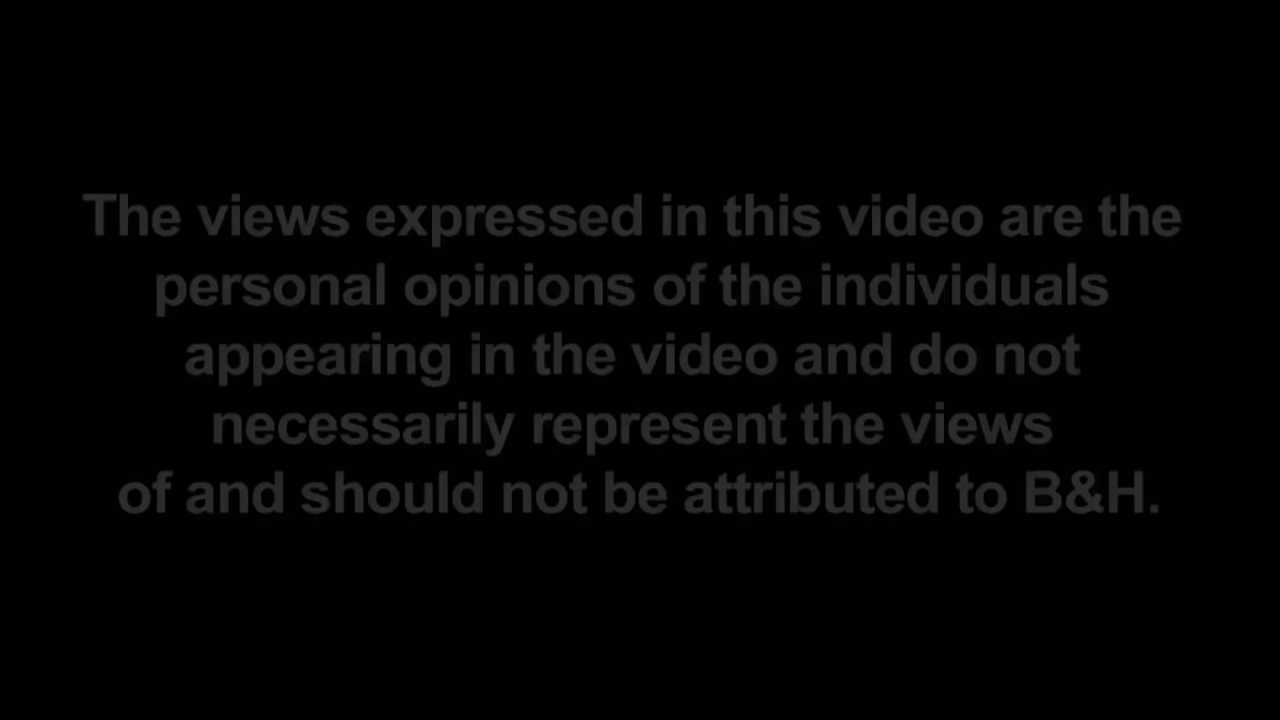 The views expressed in this video are the
personal opinions of the individuals
appearing in the video and do not
necessarily represent the views
of and should not be attributed to B&H.